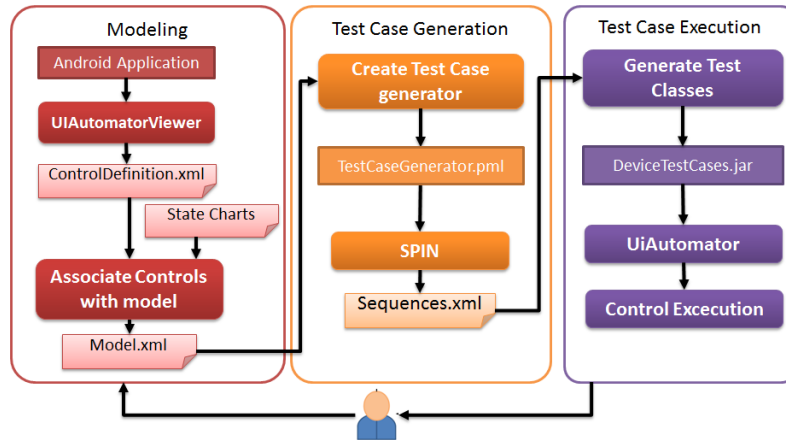 Modeling
Android Application
UIAutomatorViewer
ControlDefinition.xml
State Charts
Associate Controls
with model
Model.xml
Test Case Generation
Create Test Case
generator
TestCaseGenerator.pml
SPIN
Sequences.xml
Test Case Execution
Generate Test
Classes
DeviceTestCases.jar
UiAutomator
Control Excecution